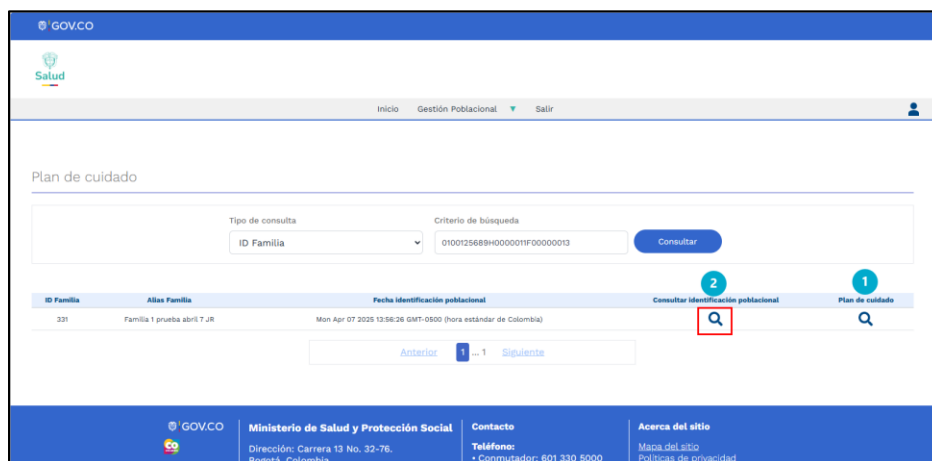 GOV.CO
Salud
Inicio Gestión Poblacional ▼ Salir
Plan de cuidado
Tipo de consulta Criterio de búsqueda
ID Familia 0100125689H0000011F00000013 Consultar
2 1
ID Familia Alias Familia Fecha identificación poblacional Consultar identificación poblacional Plan de cuidado
331 Familia 1 prueba abril 7 JR Mon Apr 07 2025 13:56:26 GMT-0500 (hora estándar de Colombia)
Anterior 1 ... 1 Siguiente
GOV.CO Ministerio de Salud y Protección Social Contacto Acerca del sitio
CO Dirección: Carrera 13 No. 32-76. Teléfono: Mapa del sitio
Bogotá, Colombia • Conmutador: 601 330 5000 Políticas de privacidad